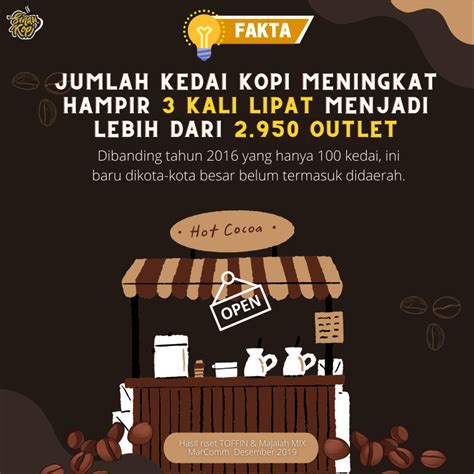 Simak
Kopi
FAKTA
JUMLAH KEDAI KOPI MENINGKAT
HAMPIR 3 KALI LIPAT MENJADI
LEBIH DARI 2.950 OUTLET
Dibanding tahun 2016 yang hanya 100 kedai, ini
baru dikota-kota besar belum termasuk didaerah.
Hot Cocoa
OPEN
Hasil riset TOFFIN & Majalah MIX
MarComm Desember 2019